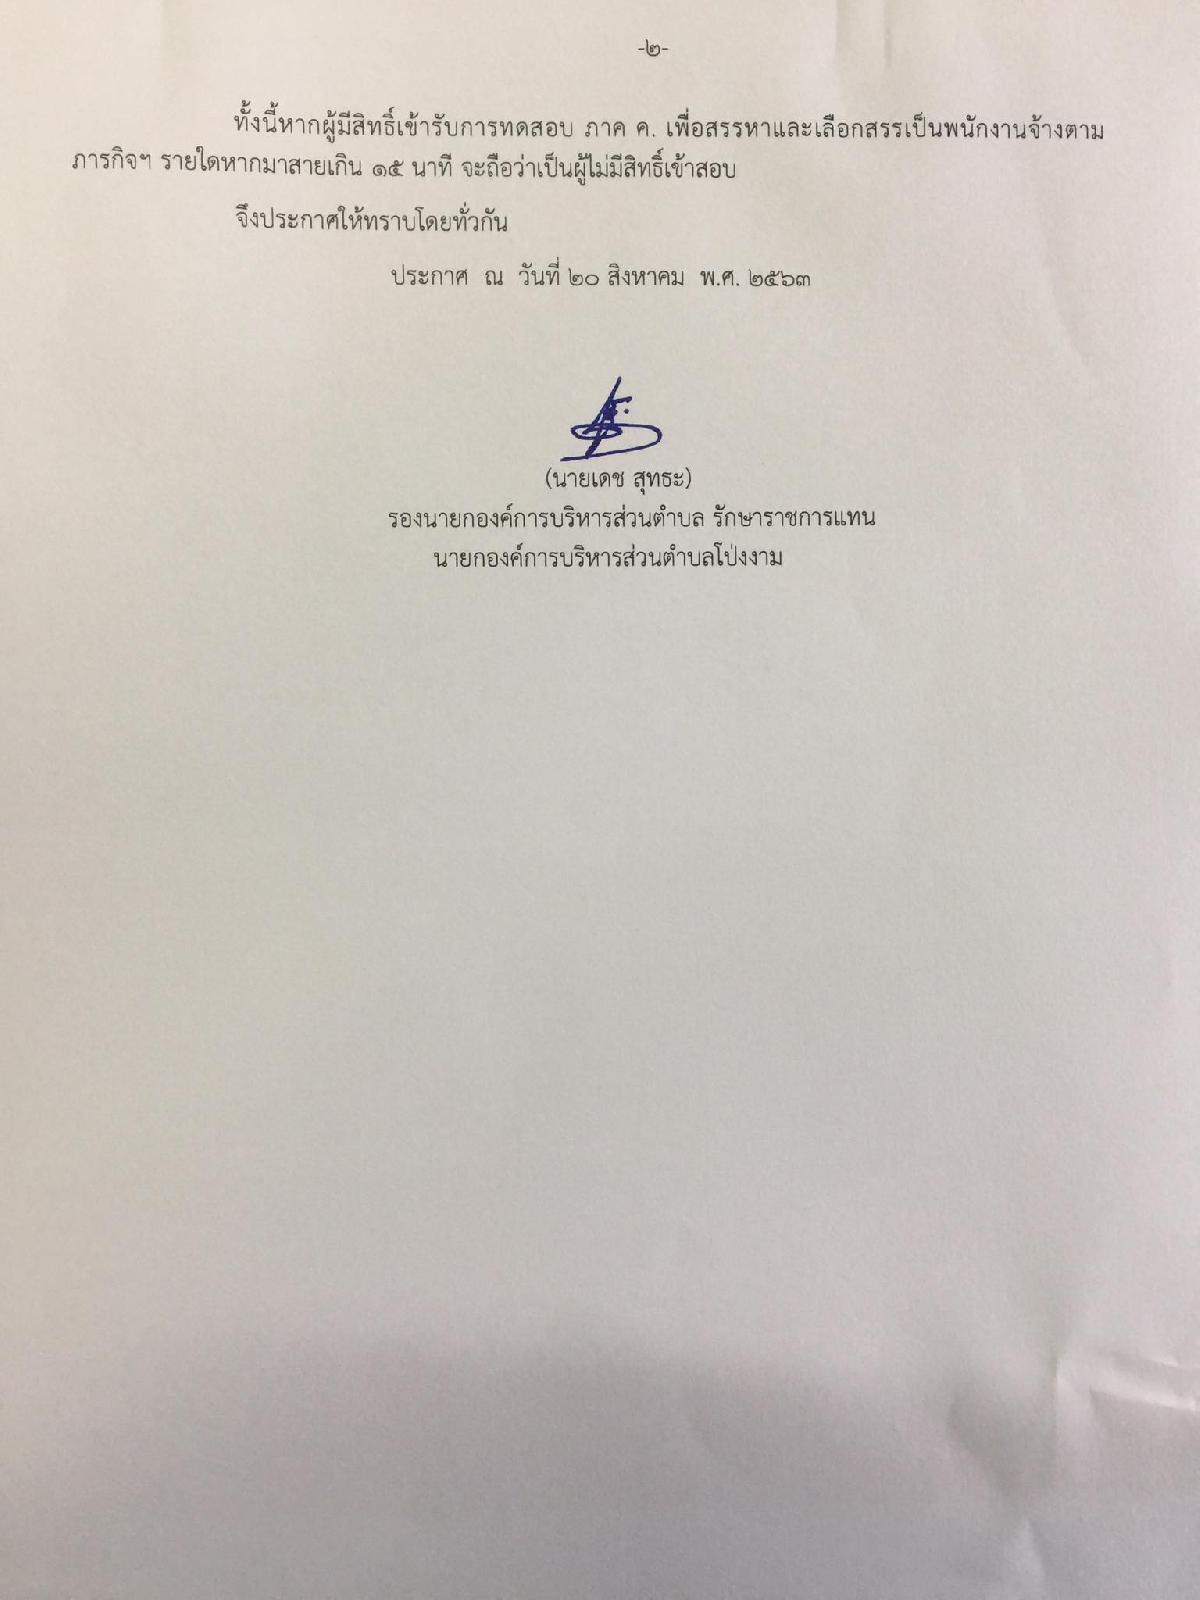 -๒-
ทั้งนี้หากผู้มีสิทธิ์เข้ารับการทดสอบ ภาค ค. เพื่อสรรหาและเลือกสรรเป็นพนักงานจ้างตาม
ภารกิจฯ รายใดหากมาสายเกิน ๑๕ นาที จะถือว่าเป็นผู้ไม่มีสิทธิ์เข้าสอบ
จึงประกาศให้ทราบโดยทั่วกัน
ประกาศ ณ วันที่ ๒๐ สิงหาคม พ.ศ. ๒๕๖๓
(นายเดช สุทธะ)
รองนายกองค์การบริหารส่วนตำบล รักษาราชการแทน
นายกองค์การบริหารส่วนตำบลโป่งงาม